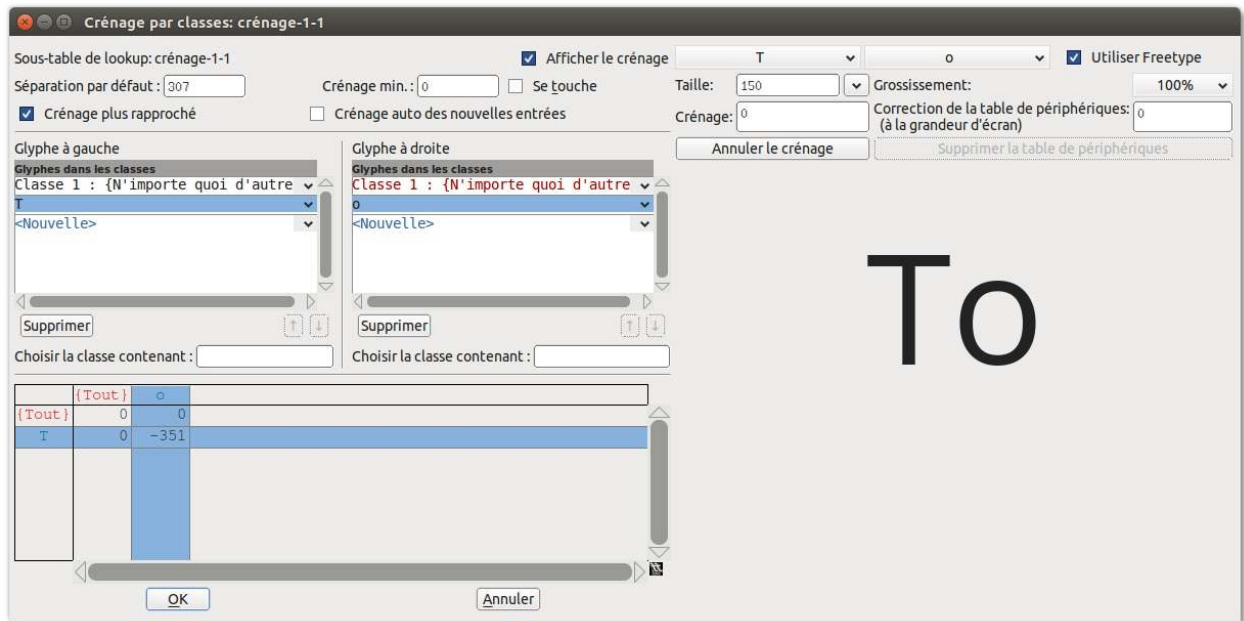 Crénage par classes: crénage-1-1
Sous-table de lookup: crénage-1-1
Afficher le crénage
Séparation par défaut : 307
Crénage min. : 0
Se touche
Crénage plus rapproché
Crénage auto des nouvelles entrées
Glyphe à gauche
Glyphes dans les classes
Classe 1 : {N'importe quoi d'autre
T
<Nouvelle>
Supprimer
↑ ↓
Choisir la classe contenant :
Glyphe à droite
Glyphes dans les classes
Classe 1 : {N'importe quoi d'autre
o
<Nouvelle>
Supprimer
↑ ↓
Choisir la classe contenant :
{Tout} o
{Tout} 0 0
T 0 -351
OK
Annuler
T
o
Utiliser Freetype
Taille: 150
Grossissement: 100%
Crénage: 0
Correction de la table de périphériques: 0
(à la grandeur d'écran)
Annuler le crénage
Supprimer la table de périphériques
To